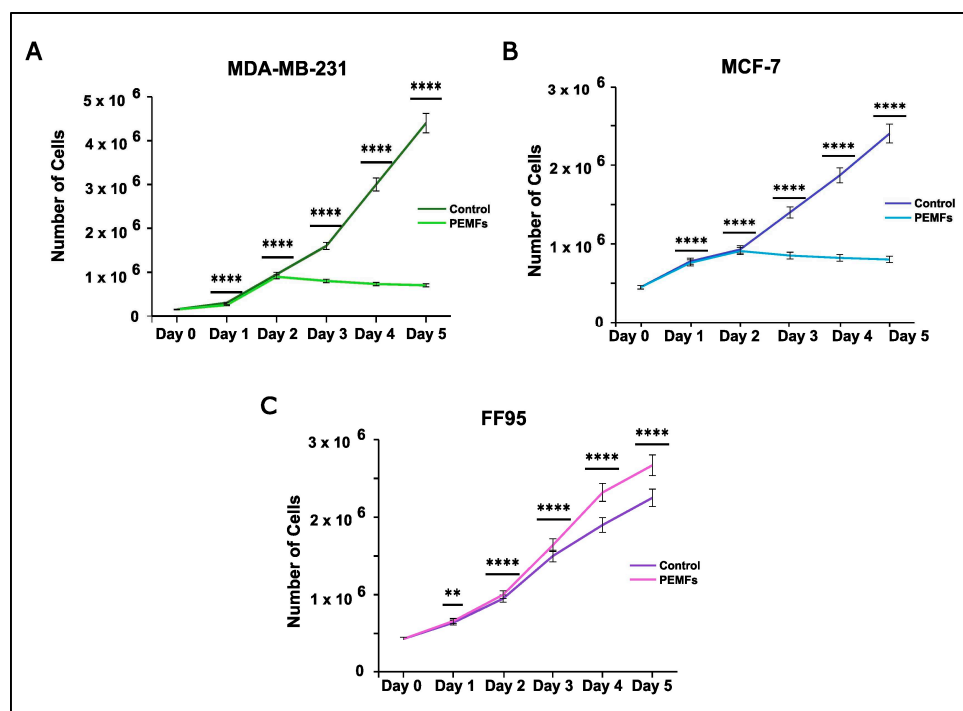 A
MDA-MB-231
5 x 10 6
4 x 10 6
3 x 10 6
2 x 10 6
1 x 10 6
0
Number of Cells
****
****
****
****
****
Control
PEMFs
Day 0 Day 1 Day 2 Day 3 Day 4 Day 5
B
MCF-7
3 x 10 6
2 x 10 6
1 x 10 6
0
Number of Cells
****
****
****
****
****
Control
PEMFs
Day 0 Day 1 Day 2 Day 3 Day 4 Day 5
C
FF95
3 x 10 6
2 x 10 6
1 x 10 6
0
Number of Cells
**
****
****
****
****
Control
PEMFs
Day 0 Day 1 Day 2 Day 3 Day 4 Day 5